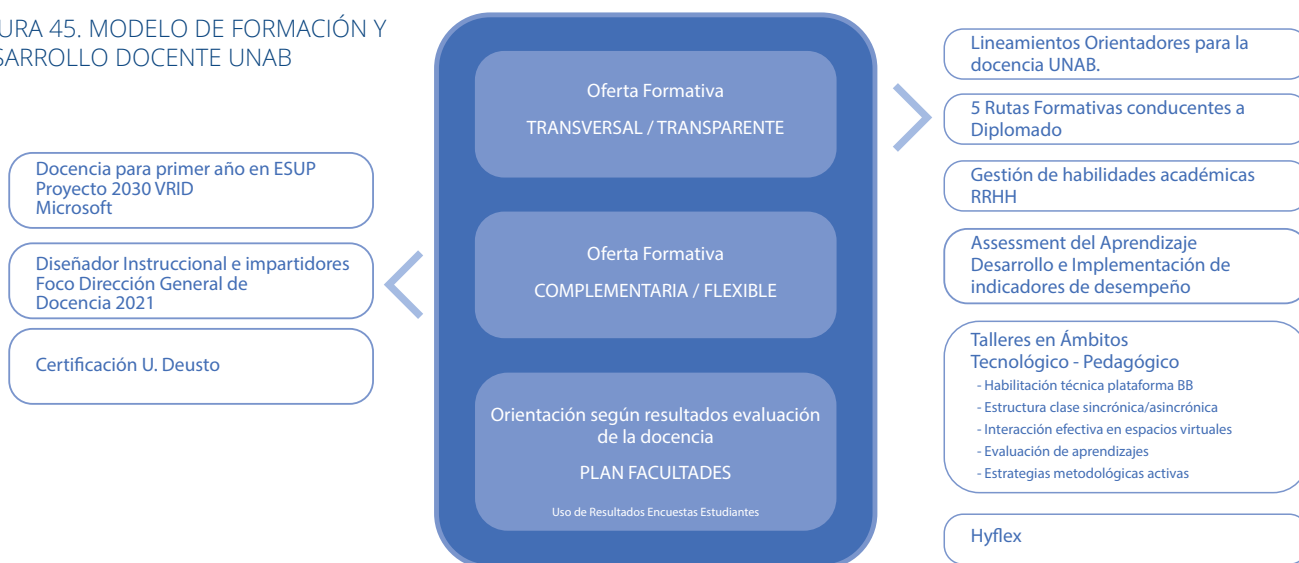 URA 45. MODELO DE FORMACIÓN Y
SARROLLO DOCENTE UNAB
Docencia para primer año en ESUP
Proyecto 2030 VRID
Microsoft
Diseñador Instruccional e impartidores
Foco Dirección General de
Docencia 2021
Certificación U. Deusto
Oferta Formativa
TRANSVERSAL / TRANSPARENTE
Oferta Formativa
COMPLEMENTARIA / FLEXIBLE
Orientación según resultados evaluación
de la docencia
PLAN FACULTADES
Uso de Resultados Encuestas Estudiantes
Lineamientos Orientadores para la
docencia UNAB.
5 Rutas Formativas conducentes a
Diplomado
Gestión de habilidades académicas
RRHH
Assessment del Aprendizaje
Desarrollo e Implementación de
indicadores de desempeño
Talleres en Ámbitos
Tecnológico - Pedagógico
- Habilitación técnica plataforma BB
- Estructura clase sincrónica/asincrónica
- Interacción efectiva en espacios virtuales
- Evaluación de aprendizajes
- Estrategias metodológicas activas
Hyflex